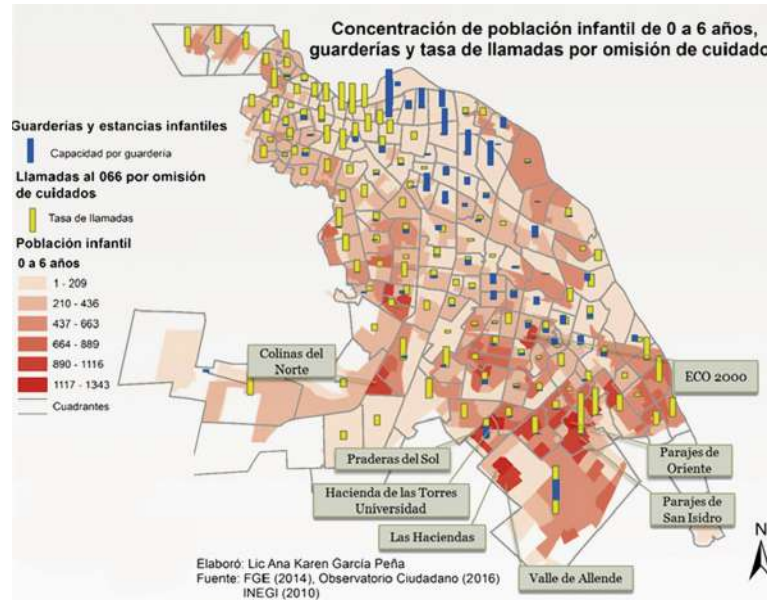 Concentración de población infantil de 0 a 6 años,
guarderías y tasa de llamadas por omisión de cuidado
Guarderías y estancias infantiles
Capacidad por guardería
Llamadas al 066 por omisión
de cuidados
Tasa de llamadas
Población infantil
0 a 6 años
1 - 209
210 - 436
437 - 663
664 - 889
890 - 1116
1117 - 1343
Cuadrantes
Colinas del
Norte
ECO 2000
Praderas del Sol
Parajes de
Oriente
Hacienda de las Torres
Universidad
Parajes de
San Isidro
Las Haciendas
Valle de Allende
N
Elaboró: Lic Ana Karen García Peña
Fuente: FGE (2014), Observatorio Ciudadano (2016)
INEGI (2010)